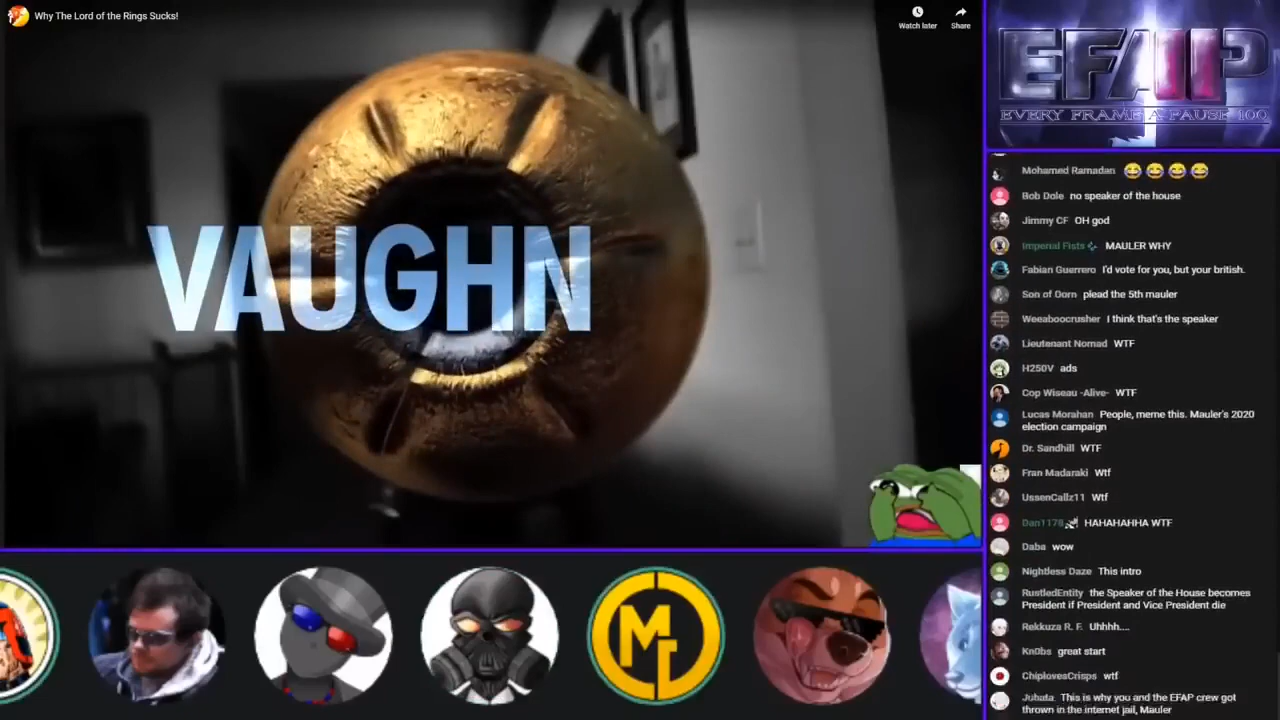 Why The Lord of the Rings Sucks!
Watch later
Share
VAUGHN
EFAP
EVERY FRAME A PAUSE 100
Mohamed Ramadan 😂 😂 😂 😂
Bob Dole no speaker of the house
Jimmy CF OH god
Imperial Fists MAULER WHY
Fabian Guerrero I'd vote for you, but your british.
Son of Dorn plead the 5th mauler
Weeaboocrusher I think that's the speaker
Lieutenant Nomad WTF
H250V ads
Cop Wiseau -Alive- WTF
Lucas Morahan People, meme this. Mauler's 2020
election campaign
Dr. Sandhill WTF
Fran Madaraki Wtf
UssenCallz11 Wtf
Dan1178 HAHAHAHHA WTF
Daba wow
Nightless Daze This intro
RustledEntity the Speaker of the House becomes
President if President and Vice President die
Rekkuza R. F. Uhhhh....
Kn0bs great start
ChiplovesCrisps wtf
Juhata This is why you and the EFAP crew got
thrown in the internet jail, Mauler